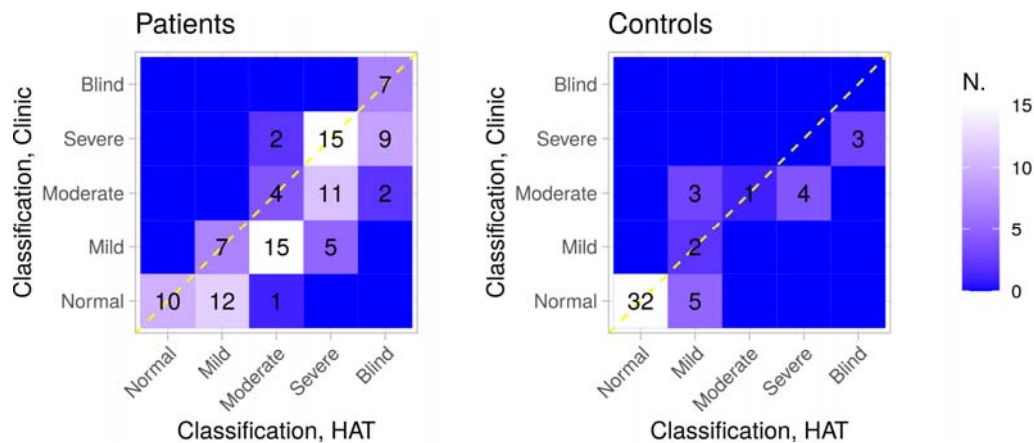 Patients
Classification, Clinic
Blind
Severe
Moderate
Mild
Normal
7
2 15 9
4 11 2
7 15 5
10 12 1
Normal Mild Moderate Severe Blind
Classification, HAT
Controls
Classification, Clinic
Blind
Severe
Moderate
Mild
Normal
3
3 1 4
2
32 5
Normal Mild Moderate Severe Blind
Classification, HAT
N.
15
10
5
0